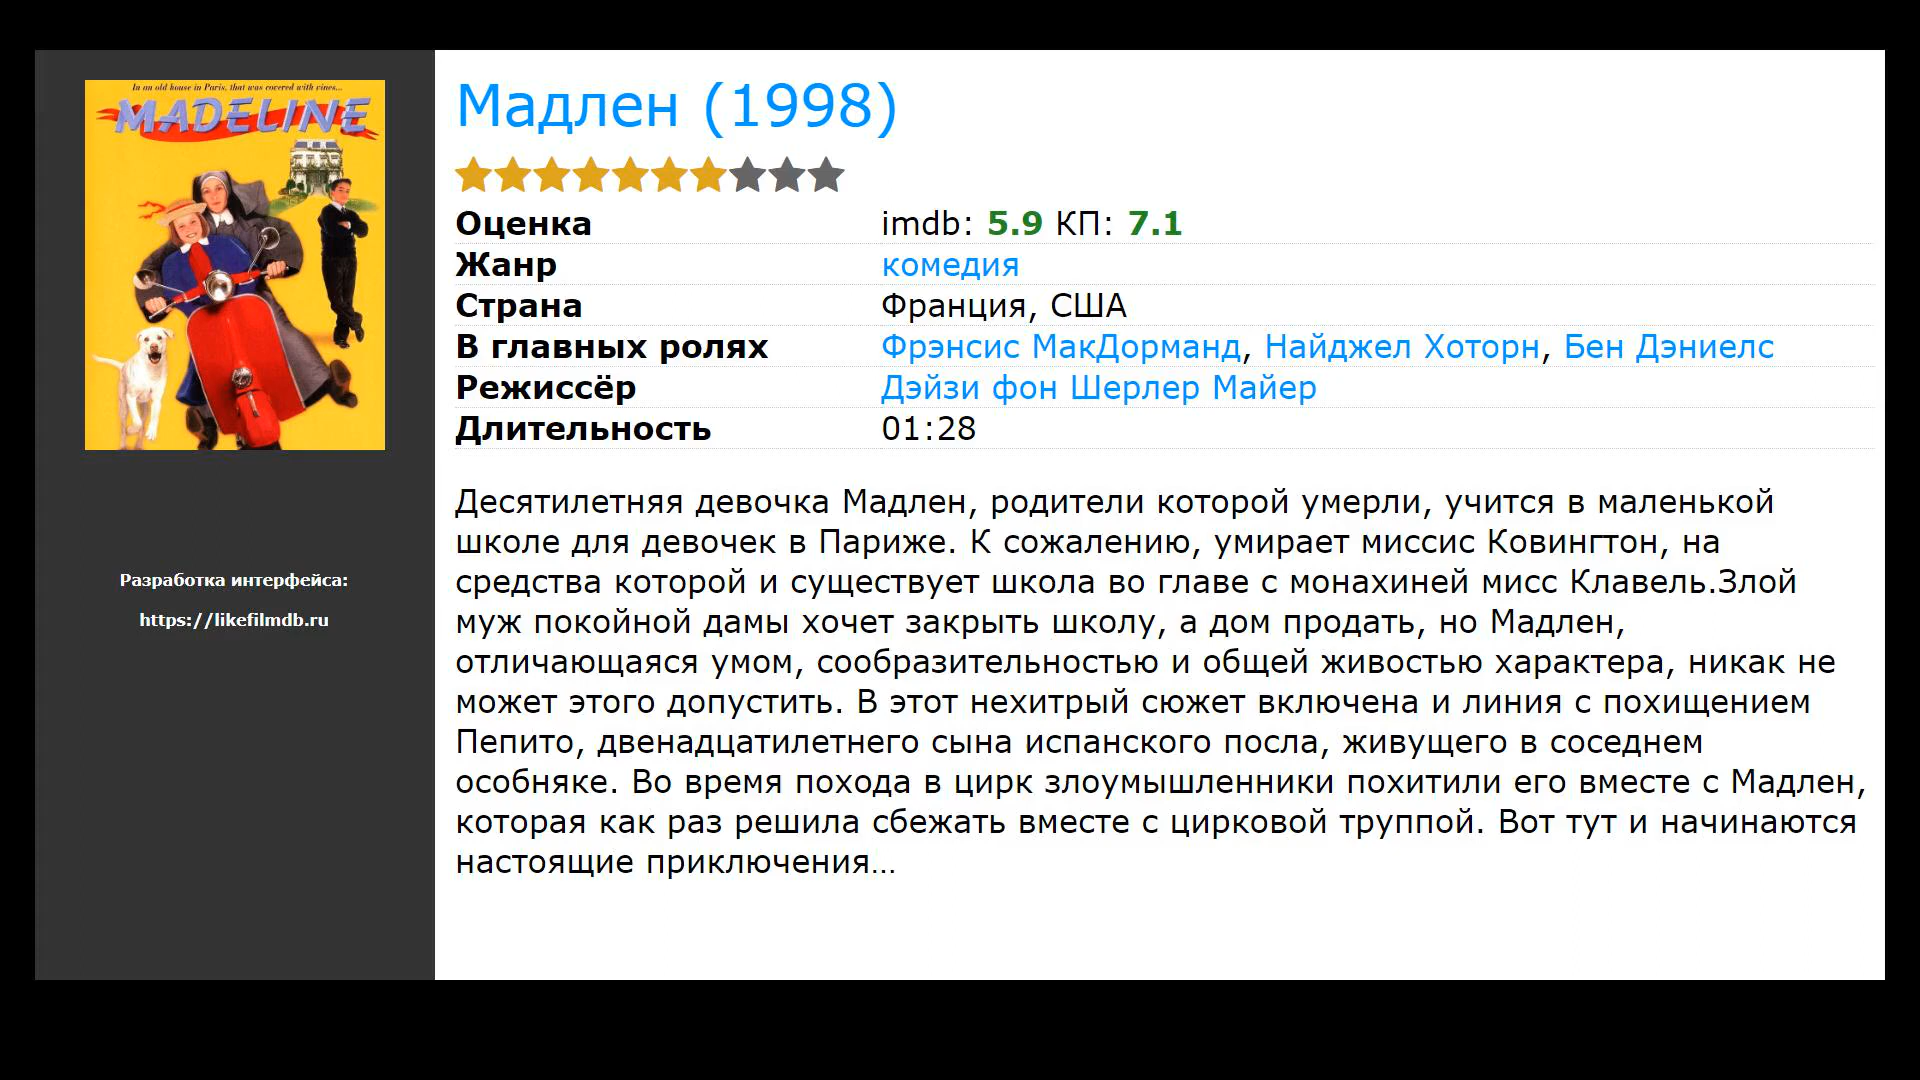 In an old house in Paris, that was covered with vines...
MADELINE
Разработка интерфейса:
https://likefilmdb.ru
Мадлен (1998)
Оценка imdb: 5.9 КП: 7.1
Жанр комедия
Страна Франция, США
В главных ролях Фрэнсис МакДорманд, Найджел Хоторн, Бен Дэниелс
Режиссёр Дэйзи фон Шерлер Майер
Длительность 01:28
Десятилетняя девочка Мадлен, родители которой умерли, учится в маленькой
школе для девочек в Париже. К сожалению, умирает миссис Ковингтон, на
средства которой и существует школа во главе с монахиней мисс Клавель.Злой
муж покойной дамы хочет закрыть школу, а дом продать, но Мадлен,
отличающаяся умом, сообразительностью и общей живостью характера, никак не
может этого допустить. В этот нехитрый сюжет включена и линия с похищением
Пепито, двенадцатилетнего сына испанского посла, живущего в соседнем
особняке. Во время похода в цирк злоумышленники похитили его вместе с Мадлен,
которая как раз решила сбежать вместе с цирковой труппой. Вот тут и начинаются
настоящие приключения…